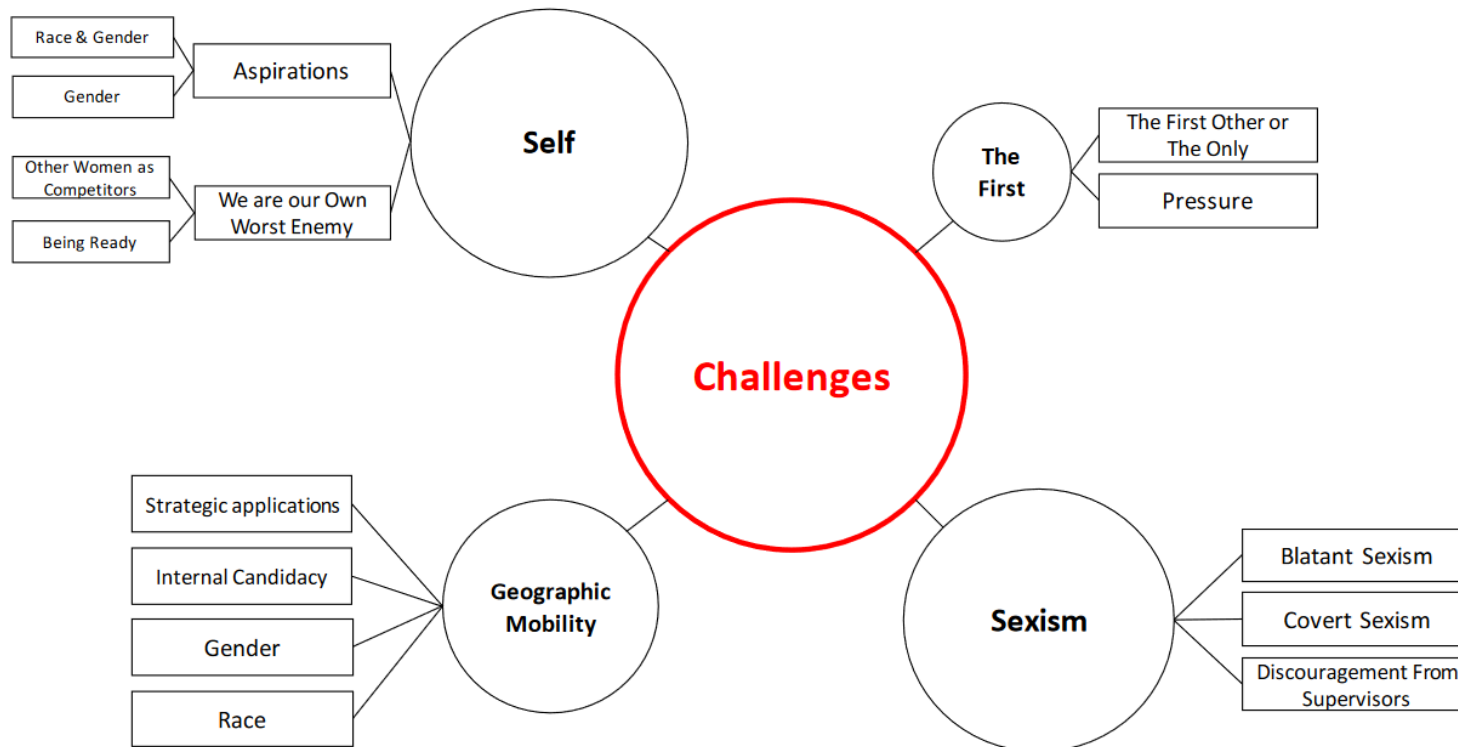 Race & Gender
Gender
Aspirations
Other Women as
Competitors
Being Ready
We are our Own
Worst Enemy
Self
The
First
The First Other or
The Only
Pressure
Challenges
Strategic applications
Internal Candidacy
Gender
Race
Geographic
Mobility
Sexism
Blatant Sexism
Covert Sexism
Discouragement From
Supervisors